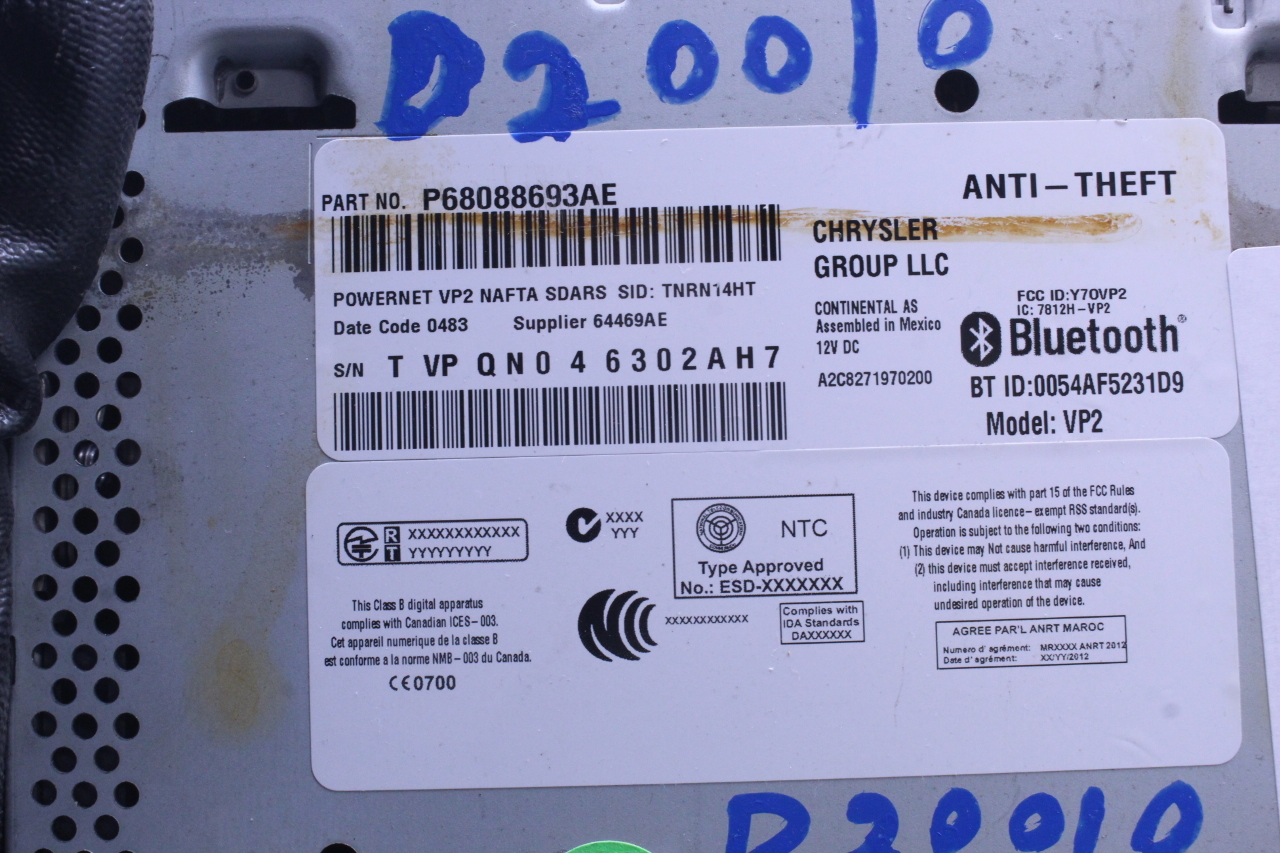 D20010
PART NO. P68088693AE
ANTI-THEFT
CHRYSLER
GROUP LLC
POWERNET VP2 NAFTA SDARS SID: TNRN14HT
Date Code 0483 Supplier 64469AE
S/N T VP QN0 4 6302AH7
CONTINENTAL AS
Assembled in Mexico
12V DC
A2C8271970200
FCC ID:Y7OVP2
IC: 7812H-VP2
Bluetooth®
BT ID:0054AF5231D9
Model: VP2
R
T
XXXXXXXXXXXX
YYYYYYYYY
XXXX
YYY
NTC
Type Approved
No.: ESD-XXXXXXX
XXXXXXXXXXXX
Complies with
IDA Standards
DAXXXXXX
This device complies with part 15 of the FCC Rules
and industry Canada licence-exempt RSS standard(s).
Operation is subject to the following two conditions:
(1) This device may Not cause harmful interference, And
(2) this device must accept interference received,
including interference that may cause
undesired operation of the device.
This Class B digital apparatus
complies with Canadian ICES-003.
Cet appareil numerique de la classe B
est conforme a la norme NMB-003 du Canada.
CE0700
AGREE PAR'L ANRT MAROC
Numero d'agrément: MRXXXX ANRT 2012
Date d'agrément: XX/YY/2012
D20010